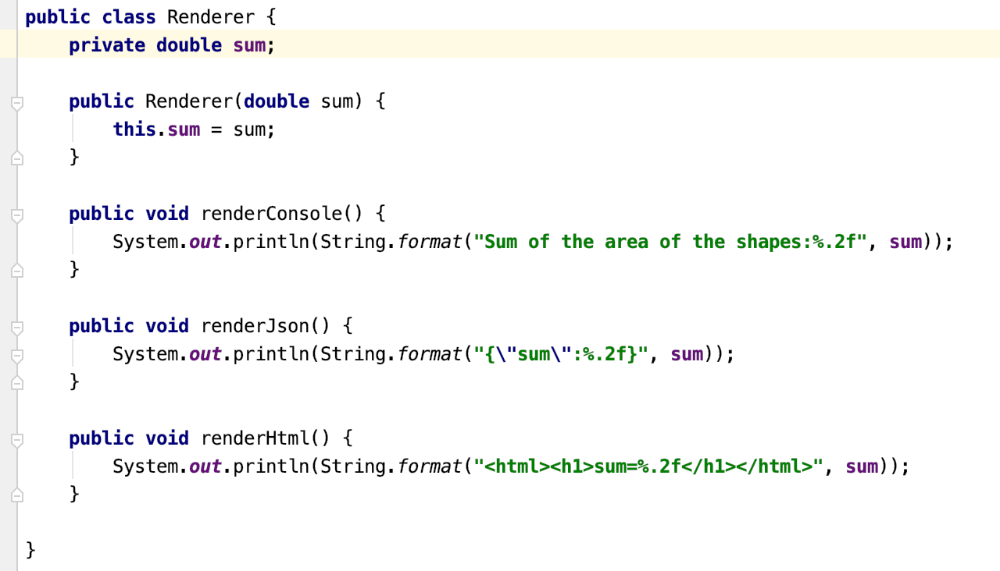 public class Renderer {
    private double sum;

    public Renderer(double sum) {
        this.sum = sum;
    }

    public void renderConsole() {
        System.out.println(String.format("Sum of the area of the shapes:%.2f", sum));
    }

    public void renderJson() {
        System.out.println(String.format("{\"sum\":%.2f}", sum));
    }

    public void renderHtml() {
        System.out.println(String.format("<html><h1>sum=%.2f</h1></html>", sum));
    }

}